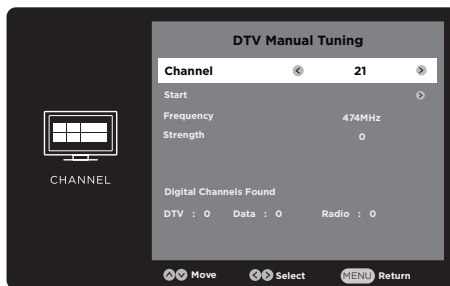 DTV Manual Tuning
Channel 21
Start
Frequency 474MHz
Strength 0
CHANNEL
Digital Channels Found
DTV : 0 Data : 0 Radio : 0
Move Select MENU Return